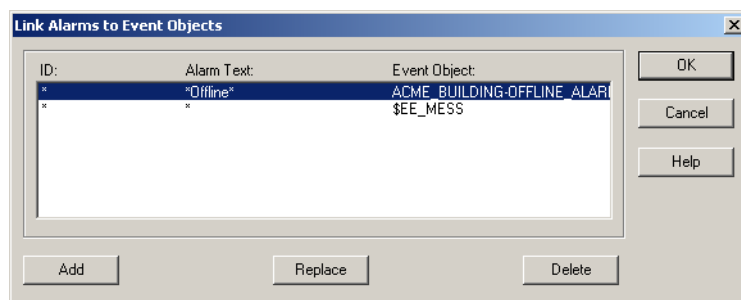 Link Alarms to Event Objects
ID: Alarm Text: Event Object:
* *Offline* ACME_BUILDING-OFFLINE_ALARI
* * $EE_MESS
OK
Cancel
Help
Add Replace Delete